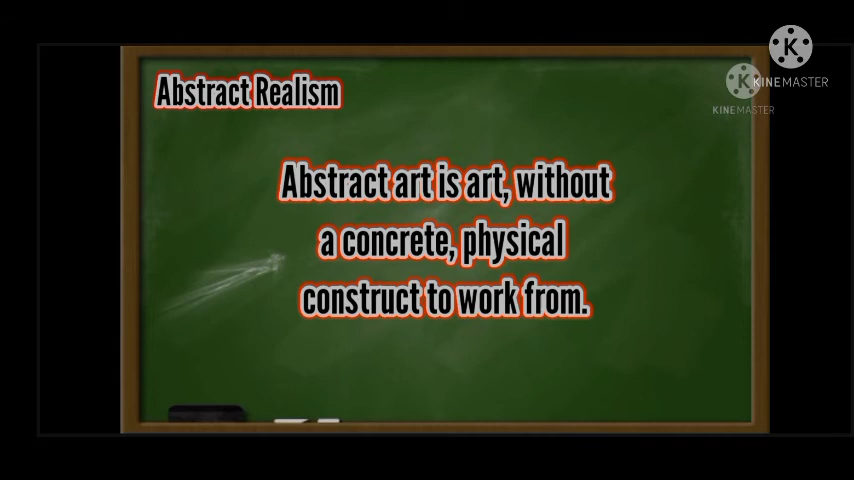 Abstract Realism
K
KINEMASTER
K
KINEMASTER
Abstract art is art, without
a concrete, physical
construct to work from.